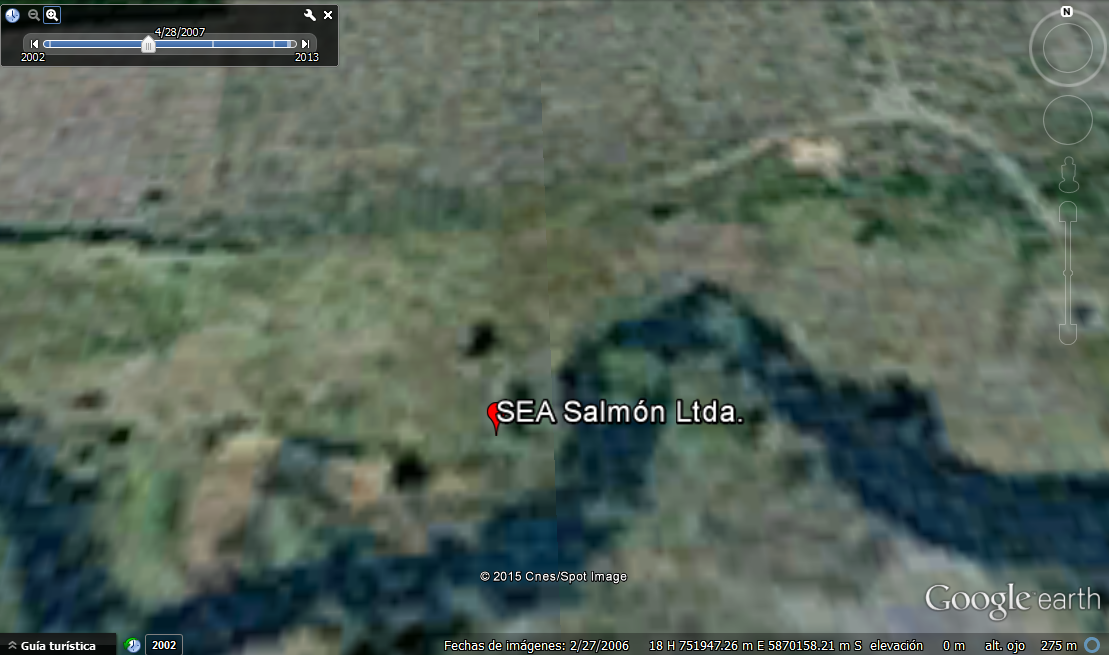 4/28/2007
2002
2013
N
SEA Salmón Ltda.
© 2015 Cnes/Spot Image
Google earth
Guía turística
2002
Fechas de imágenes: 2/27/2006 18 H 751947.26 m E 5870158.21 m S elevación 0 m alt. ojo 275 m